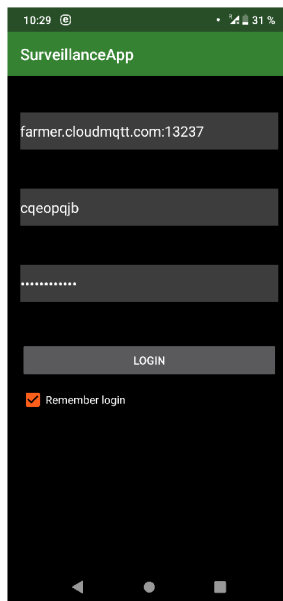 10:29 31 %
SurveillanceApp
farmer.cloudmqtt.com:13237
cqeopqjb
••••••••••••
LOGIN
Remember login